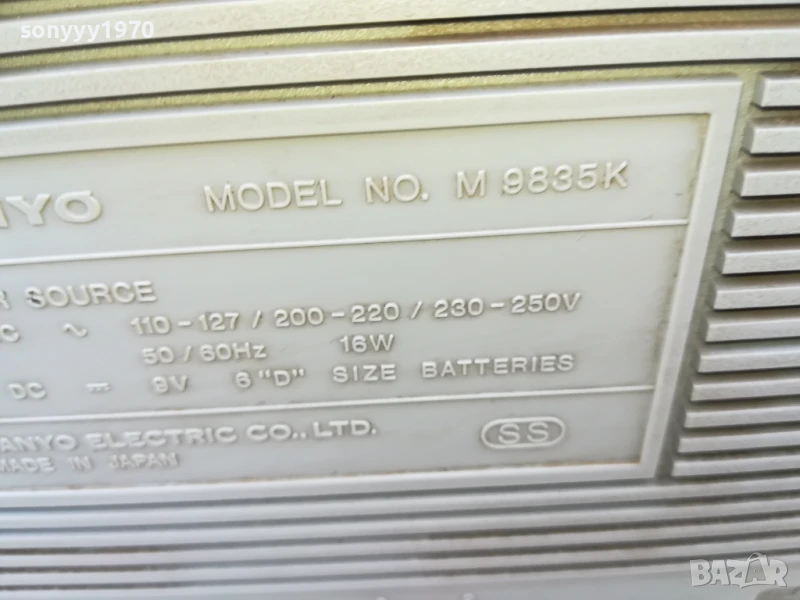 sonyyy1970
NYO MODEL NO. M 9835K
R SOURCE
C ~ 110-127 / 200-220 / 230-250V
50 / 60Hz 16W
DC ⎓ 9V 6 "D" SIZE BATTERIES
ANYO ELECTRIC CO., LTD. SS
MADE IN JAPAN
BAZAR